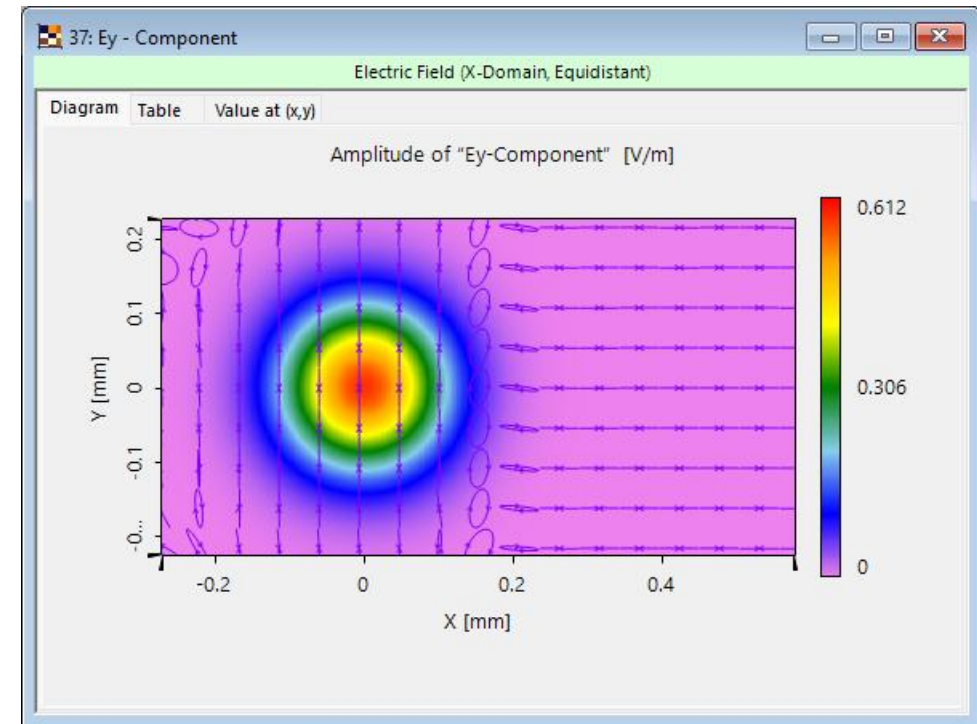 37: Ey - Component
Electric Field (X-Domain, Equidistant)
Diagram Table Value at (x,y)
Amplitude of “Ey-Component” [V/m]
0.612
0.306
0
Y [mm]
0.2
0.1
0
-0.1
-0...
-0.2 0 0.2 0.4
X [mm]